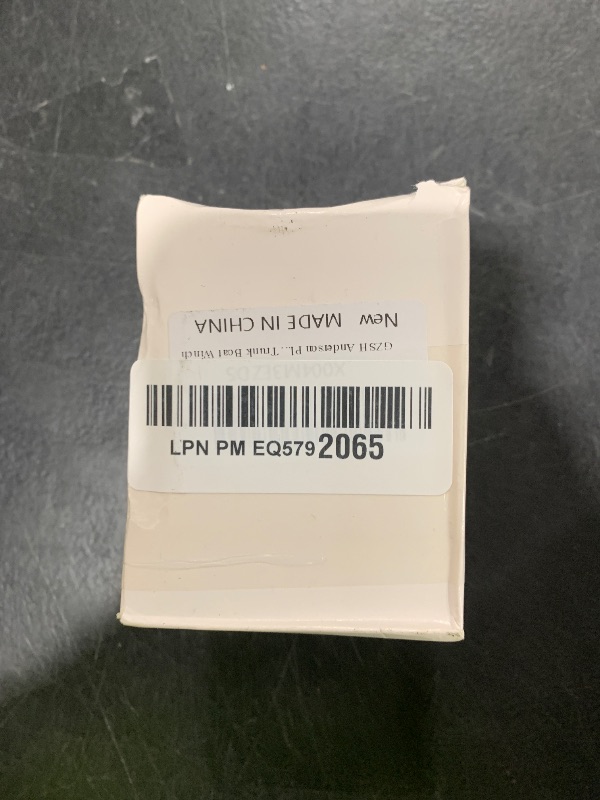 New MADE IN CHINA
GZSH Anderson Pl...Trunk Boat Winch
LPN PM EQ5792065